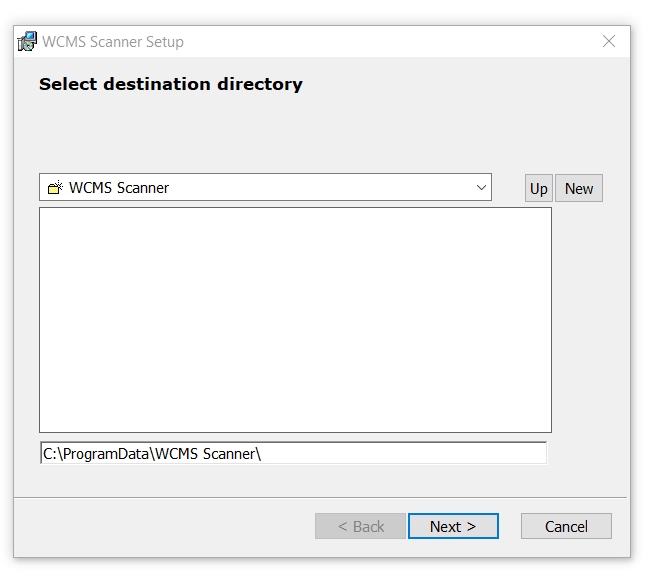 WCMS Scanner Setup
Select destination directory
WCMS Scanner
Up
New
C:\ProgramData\WCMS Scanner\
< Back
Next >
Cancel